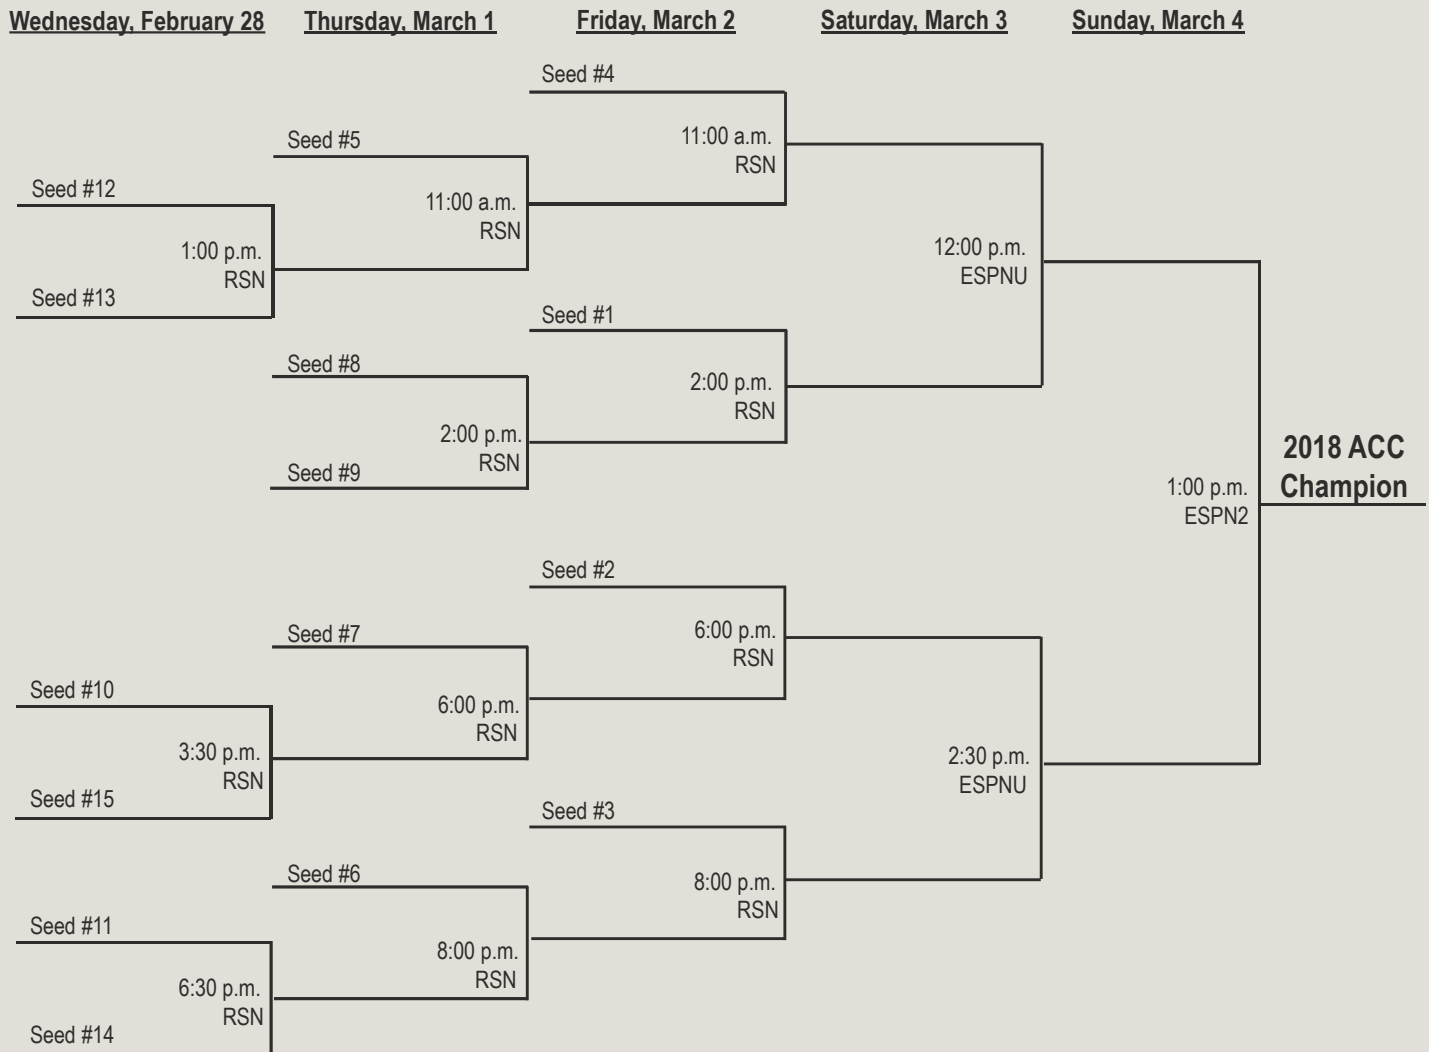 Wednesday, February 28
Thursday, March 1
Friday, March 2
Saturday, March 3
Sunday, March 4
Seed #12
1:00 p.m.
RSN
Seed #13
Seed #10
3:30 p.m.
RSN
Seed #15
Seed #11
6:30 p.m.
RSN
Seed #14
Seed #5
11:00 a.m.
RSN
Seed #8
2:00 p.m.
RSN
Seed #9
Seed #7
6:00 p.m.
RSN
Seed #6
8:00 p.m.
RSN
Seed #4
11:00 a.m.
RSN
Seed #1
2:00 p.m.
RSN
Seed #2
6:00 p.m.
RSN
Seed #3
8:00 p.m.
RSN
12:00 p.m.
ESPNU
2:30 p.m.
ESPNU
1:00 p.m.
ESPN2
2018 ACC
Champion